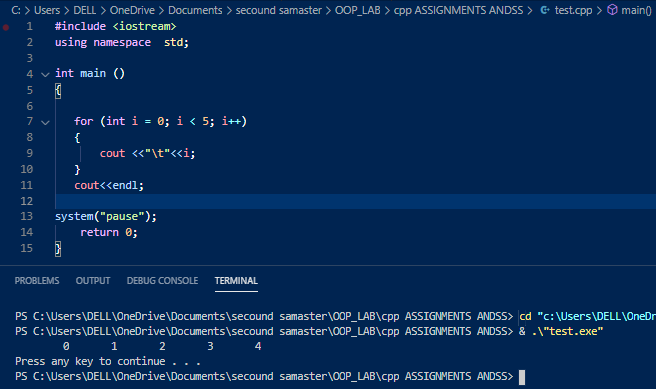 C: > Users > DELL > OneDrive > Documents > secound samaster > OOP_LAB > cpp ASSIGNMENTS ANDSS > test.cpp > main()
1 #include <iostream>
2 using namespace  std;
3
4 int main ()
5 {
6
7    for (int i = 0; i < 5; i++)
8    {
9        cout <<"\t"<<i;
10    }
11    cout<<endl;
12
13 system("pause");
14     return 0;
15 }
PROBLEMS OUTPUT DEBUG CONSOLE TERMINAL
PS C:\Users\DELL\OneDrive\Documents\secound samaster\OOP_LAB\cpp ASSIGNMENTS ANDSS> cd "c:\Users\DELL\OneDr
PS C:\Users\DELL\OneDrive\Documents\secound samaster\OOP_LAB\cpp ASSIGNMENTS ANDSS> & .\"test.exe"
        0       1       2       3       4
Press any key to continue . . .
PS C:\Users\DELL\OneDrive\Documents\secound samaster\OOP_LAB\cpp ASSIGNMENTS ANDSS>